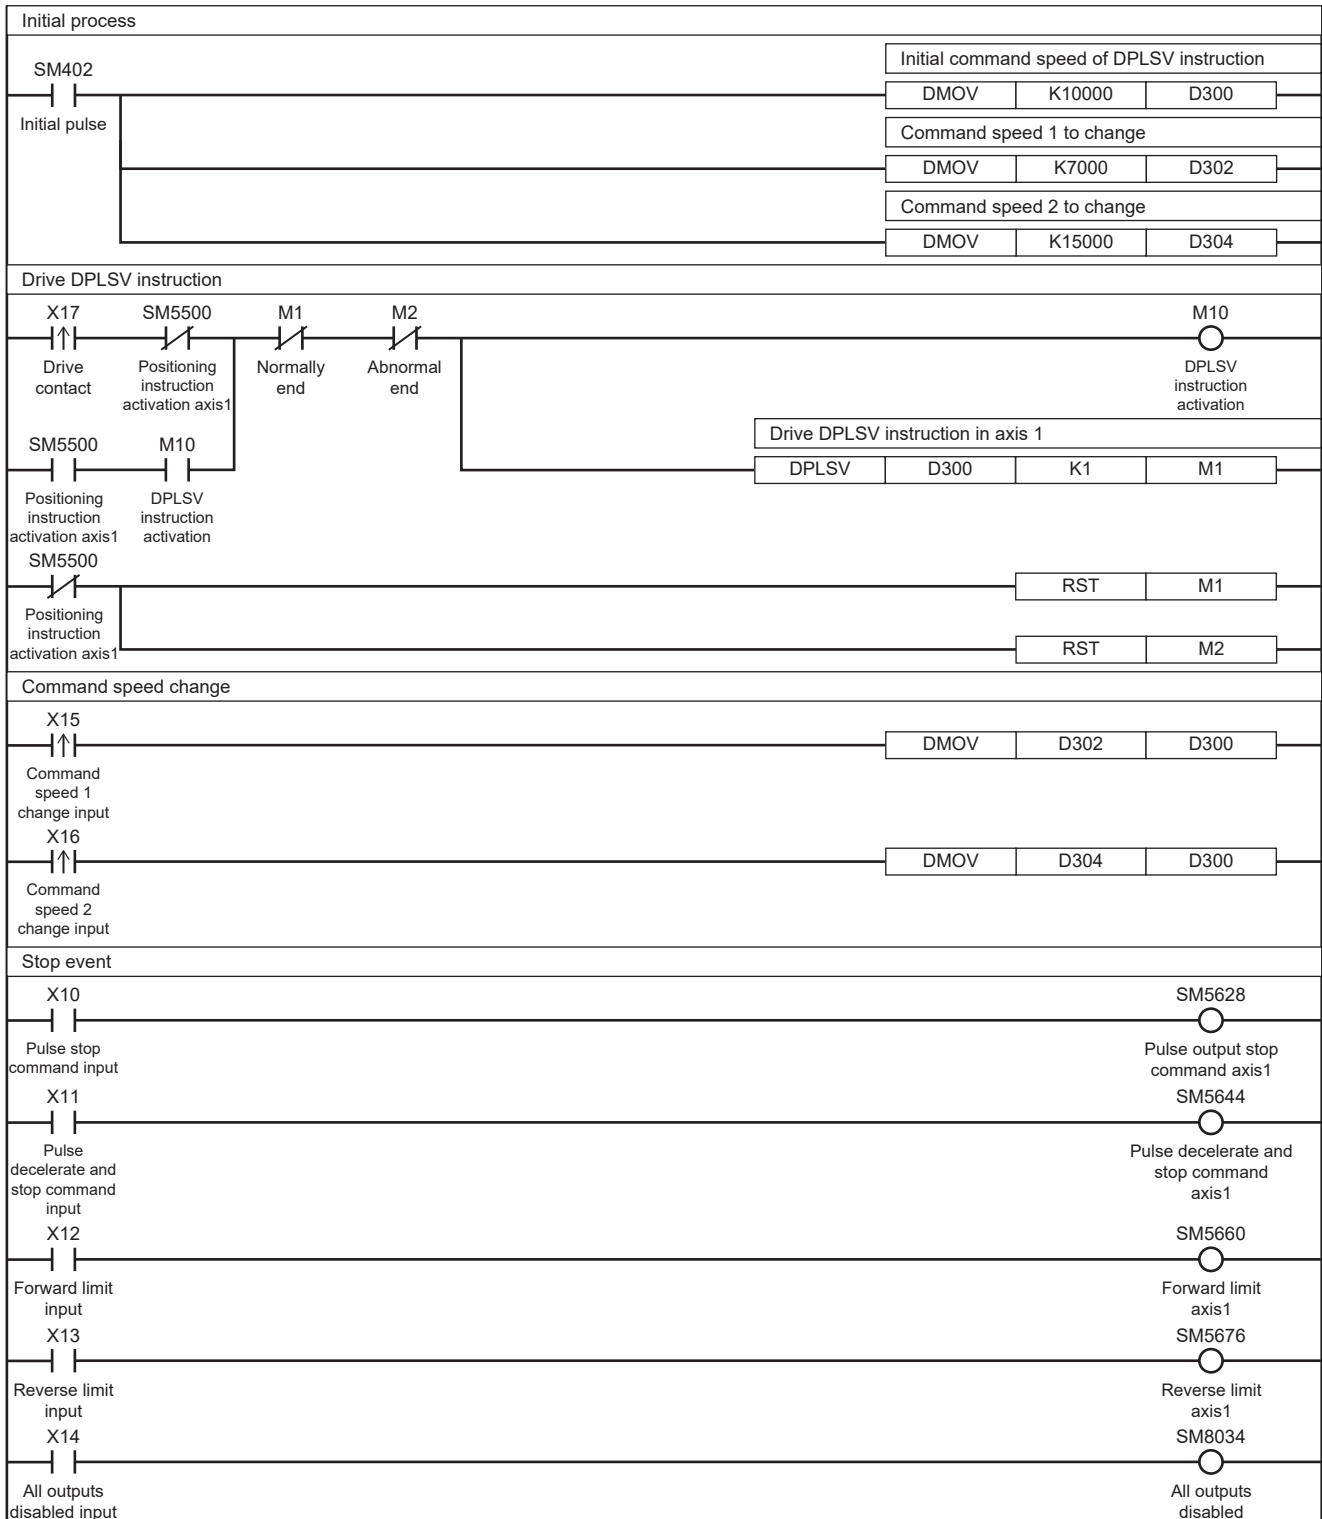 Initial process
Initial command speed of DPLSV instruction
SM402
DMOV K10000 D300
Initial pulse
Command speed 1 to change
DMOV K7000 D302
Command speed 2 to change
DMOV K15000 D304
Drive DPLSV instruction
X17 SM5500 M1 M2 M10
Drive contact
Positioning
instruction
activation axis1
Normally
end
Abnormal
end
DPLSV
instruction
activation
Drive DPLSV instruction in axis 1
SM5500 M10
DPLSV D300 K1 M1
Positioning
instruction
activation axis1
DPLSV
instruction
activation
SM5500
RST M1
Positioning
instruction
activation axis1
RST M2
Command speed change
X15
DMOV D302 D300
Command
speed 1
change input
X16
DMOV D304 D300
Command
speed 2
change input
Stop event
X10 SM5628
Pulse stop
command input
Pulse output stop
command axis1
X11 SM5644
Pulse
decelerate and
stop command
input
Pulse decelerate and
stop command
axis1
X12 SM5660
Forward limit
input
Forward limit
axis1
X13 SM5676
Reverse limit
input
Reverse limit
axis1
X14 SM8034
All outputs
disabled input
All outputs
disabled